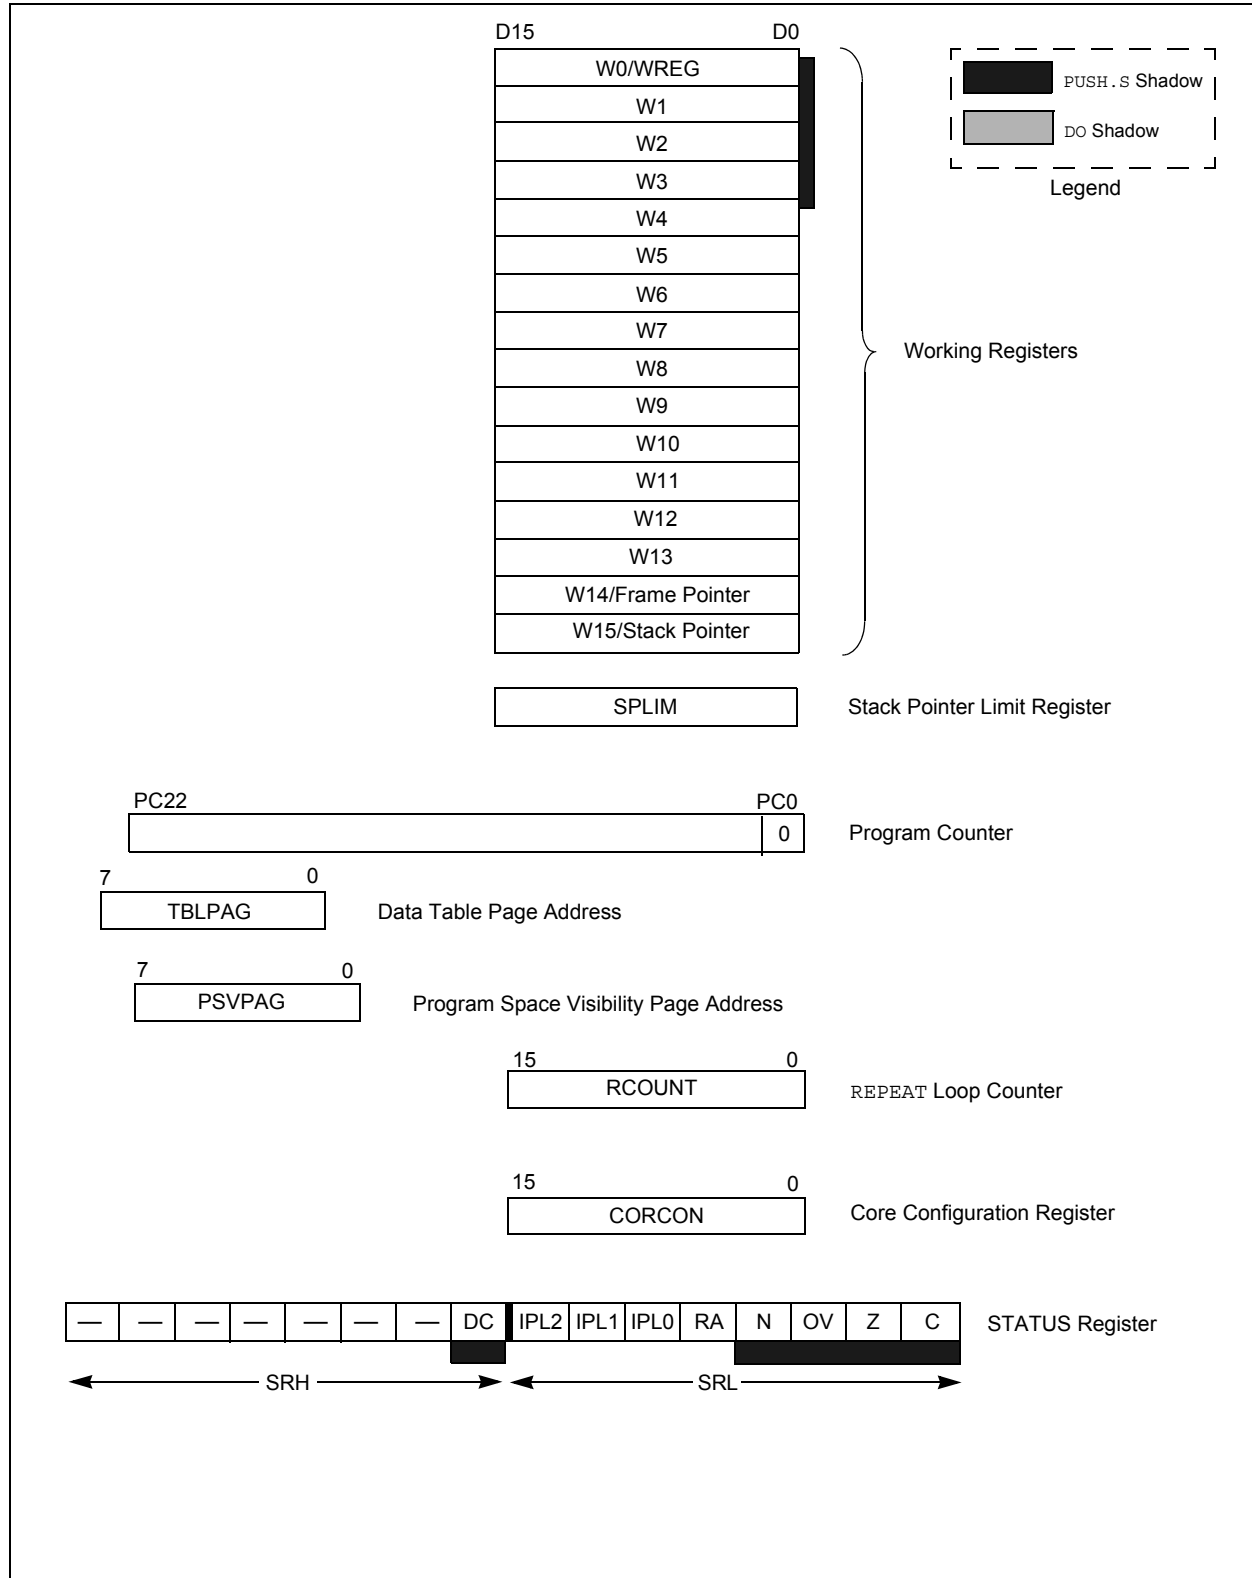 D15 D0
W0/WREG
W1
W2
W3
W4
W5
W6
W7
W8
W9
W10
W11
W12
W13
W14/Frame Pointer
W15/Stack Pointer
PUSH.S Shadow
DO Shadow
Legend
Working Registers
SPLIM Stack Pointer Limit Register
PC22 PC0
0 Program Counter
7 0
TBLPAG Data Table Page Address
7 0
PSVPAG Program Space Visibility Page Address
15 0
RCOUNT REPEAT Loop Counter
15 0
CORCON Core Configuration Register
— — — — — — — DC IPL2 IPL1 IPL0 RA N OV Z C STATUS Register
SRH SRL